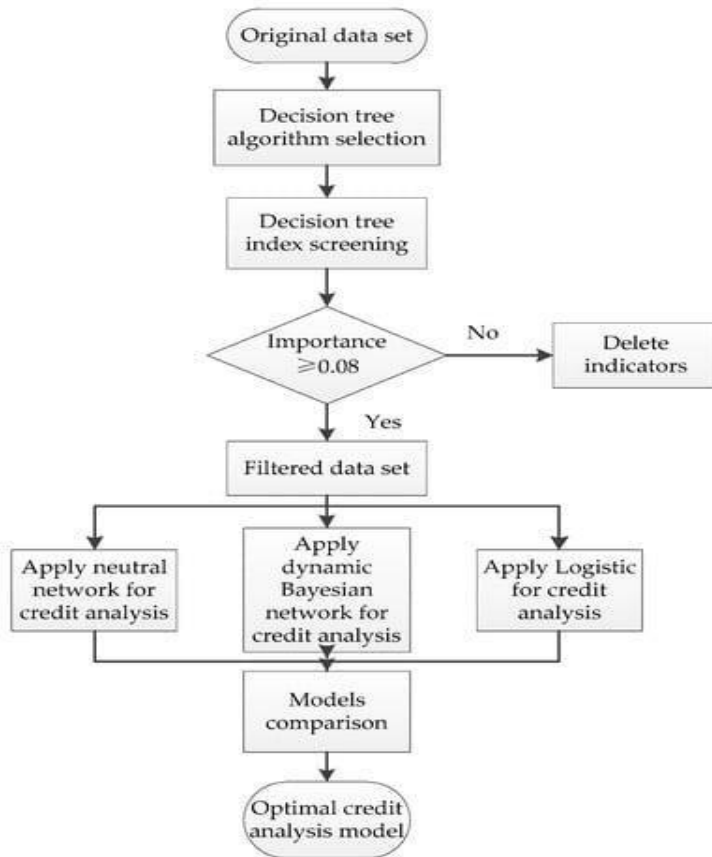 Original data set
Decision tree
algorithm selection
Decision tree
index screening
Importance
≥0.08
No
Delete
indicators
Yes
Filtered data set
Apply neutral
network for
credit analysis
Apply
dynamic
Bayesian
network for
credit analysis
Apply Logistic
for credit
analysis
Models
comparison
Optimal credit
analysis model